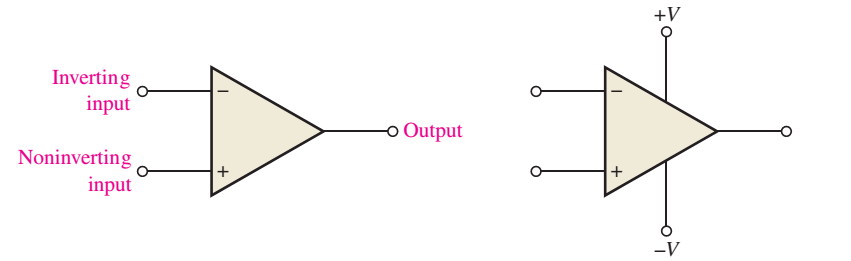 Inverting
input
−
Noninverting
input
+
Output
+V
−
+
−V